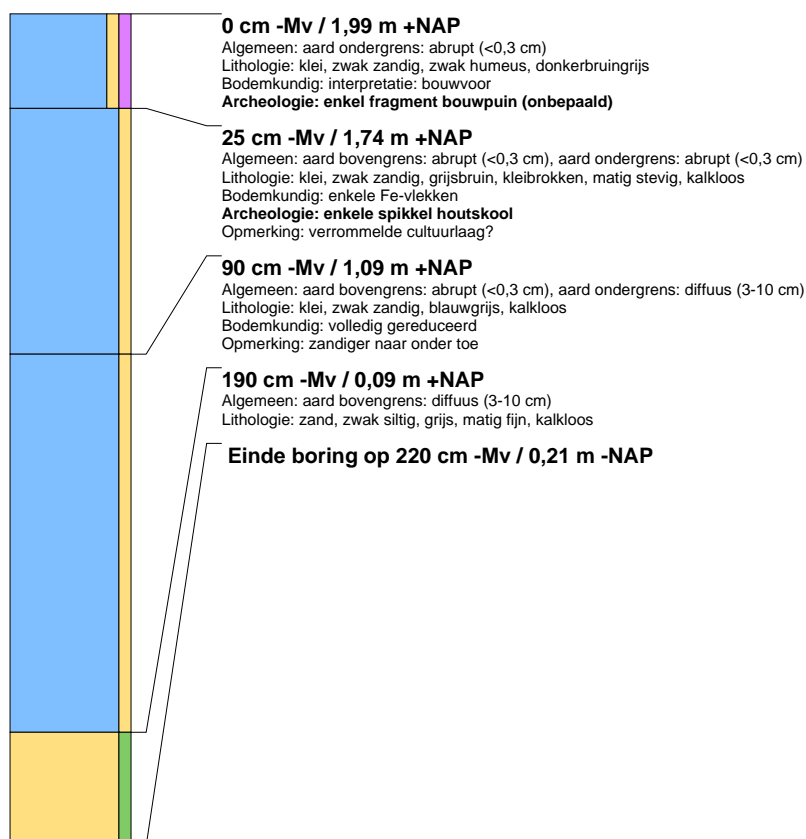 0 cm -Mv / 1,99 m +NAP
Algemeen: aard ondergrens: abrupt (<0,3 cm)
Lithologie: klei, zwak zandig, zwak humeus, donkerbruingrijs
Bodemkundig: interpretatie: bouwvoor
Archeologie: enkel fragment bouwpuin (onbepaald)
25 cm -Mv / 1,74 m +NAP
Algemeen: aard bovengrens: abrupt (<0,3 cm), aard ondergrens: abrupt (<0,3 cm)
Lithologie: klei, zwak zandig, grijsbruin, kleibrokken, matig stevig, kalkloos
Bodemkundig: enkele Fe-vlekken
Archeologie: enkele spikkel houtskool
Opmerking: verrommelde cultuurlaag?
90 cm -Mv / 1,09 m +NAP
Algemeen: aard bovengrens: abrupt (<0,3 cm), aard ondergrens: diffuus (3-10 cm)
Lithologie: klei, zwak zandig, blauwgrijs, kalkloos
Bodemkundig: volledig gereduceerd
Opmerking: zandiger naar onder toe
190 cm -Mv / 0,09 m +NAP
Algemeen: aard bovengrens: diffuus (3-10 cm)
Lithologie: zand, zwak siltig, grijs, matig fijn, kalkloos
Einde boring op 220 cm -Mv / 0,21 m -NAP